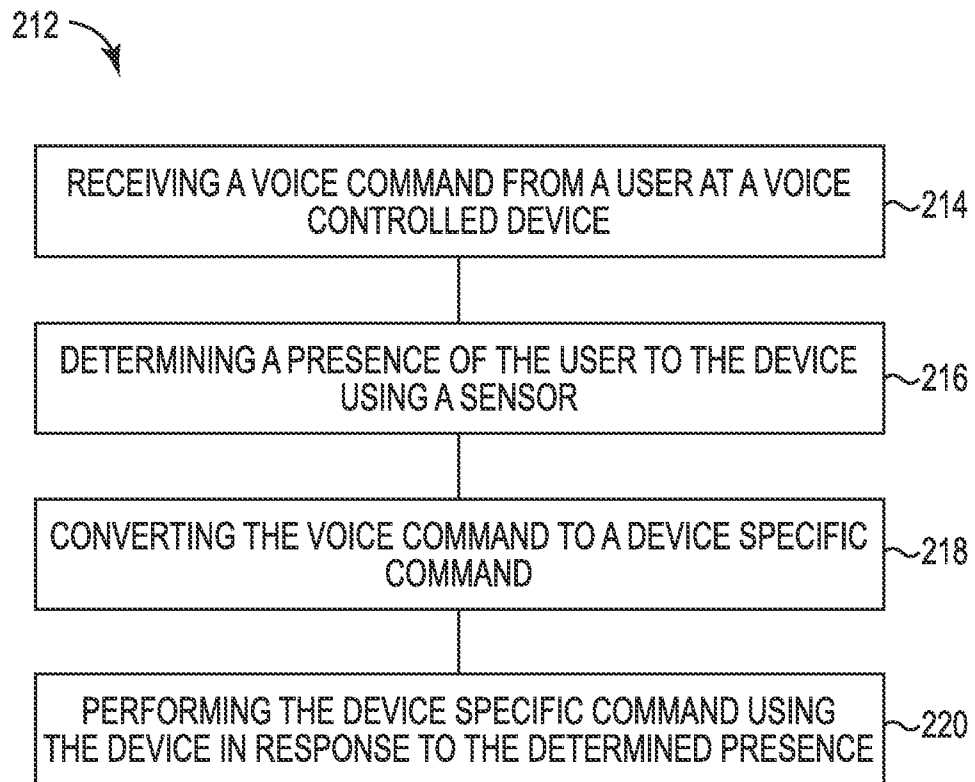 212
RECEIVING A VOICE COMMAND FROM A USER AT A VOICE
CONTROLLED DEVICE
214
DETERMINING A PRESENCE OF THE USER TO THE DEVICE
USING A SENSOR
216
CONVERTING THE VOICE COMMAND TO A DEVICE SPECIFIC
COMMAND
218
PERFORMING THE DEVICE SPECIFIC COMMAND USING
THE DEVICE IN RESPONSE TO THE DETERMINED PRESENCE
220